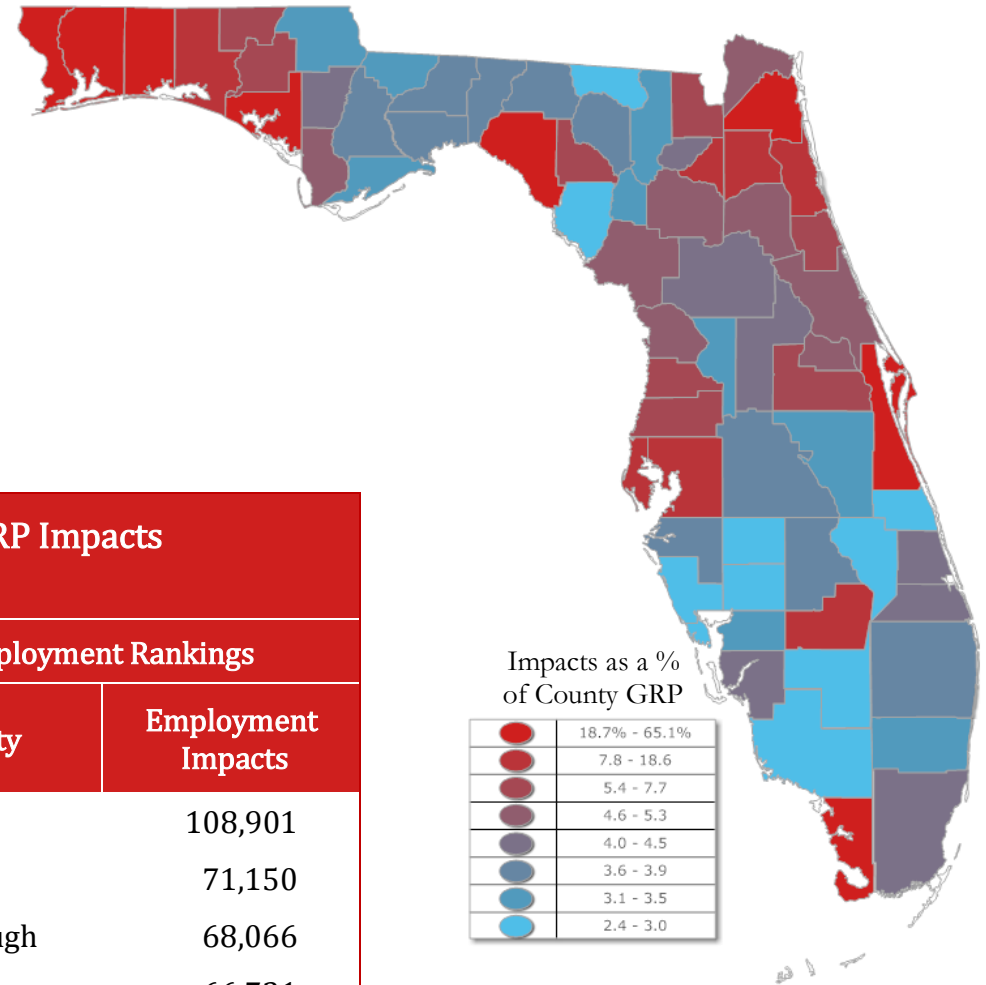 RP Impacts
ployment Rankings
ty
Employment
Impacts
108,901
71,150
ugh
68,066
Impacts as a %
of County GRP
18.7% - 65.1%
7.8 - 18.6
5.4 - 7.7
4.6 - 5.3
4.0 - 4.5
3.6 - 3.9
3.1 - 3.5
2.4 - 3.0